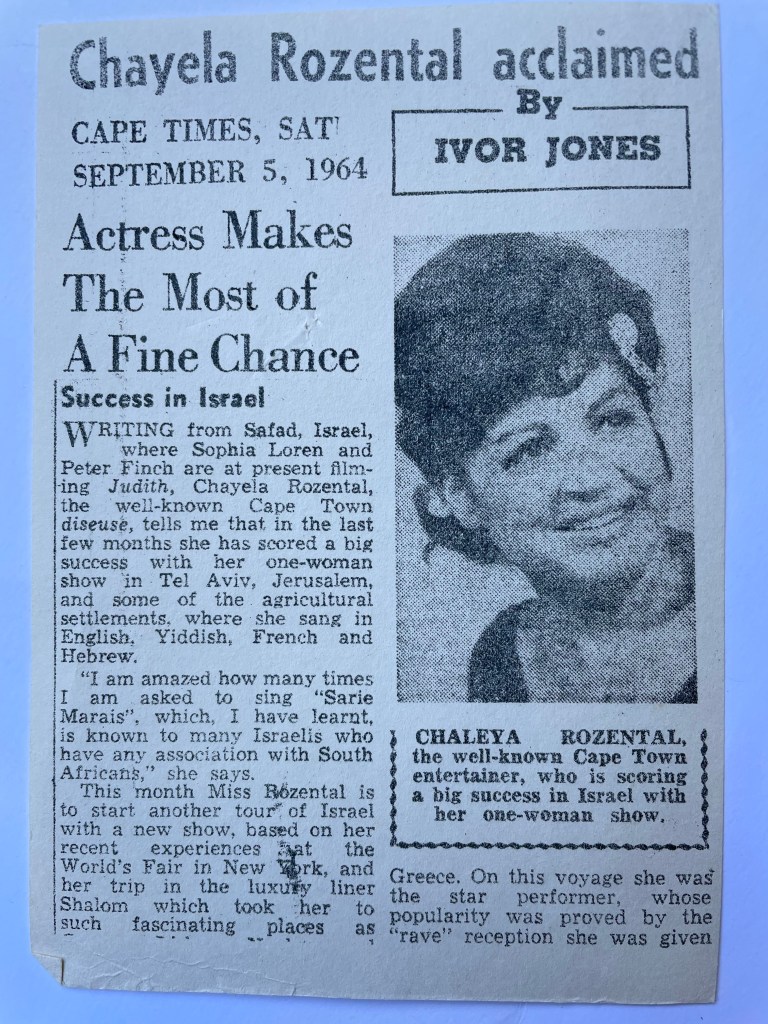 Chayela Rozental acclaimed
CAPE TIMES, SAT
SEPTEMBER 5, 1964
By
IVOR JONES
Actress Makes
The Most of
A Fine Chance
Success in Israel
WRITING from Safad, Israel,
where Sophia Loren and
Peter Finch are at present film-
ing Judith, Chayela Rozental,
the well-known Cape Town
diseuse, tells me that in the last
few months she has scored a big
success with her one-woman
show in Tel Aviv, Jerusalem,
and some of the agricultural
settlements, where she sang in
English, Yiddish, French and
Hebrew.
"I am amazed how many times
I am asked to sing "Sarie
Marais", which, I have learnt,
is known to many Israelis who
have any association with South
Africans," she says.
This month Miss Rozental is
to start another tour of Israel
with a new show, based on her
recent experiences at the
World's Fair in New York, and
her trip in the luxury liner
Shalom which took her to
such fascinating places as
CHALEYA ROZENTAL,
the well-known Cape Town
entertainer, who is scoring
a big success in Israel with
her one-woman show.
Greece. On this voyage she was
the star performer, whose
popularity was proved by the
"rave" reception she was given